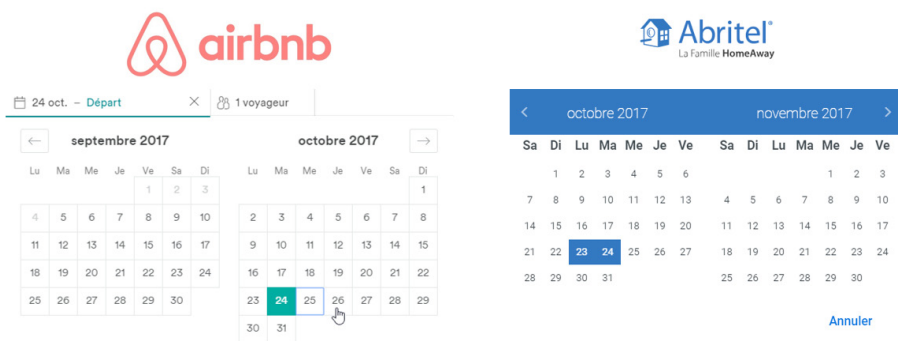 airbnb
24 oct. – Départ
1 voyageur
septembre 2017
Lu Ma Me Je Ve Sa Di
1 2 3
4 5 6 7 8 9 10
11 12 13 14 15 16 17
18 19 20 21 22 23 24
25 26 27 28 29 30
octobre 2017
Lu Ma Me Je Ve Sa Di
1
2 3 4 5 6 7 8
9 10 11 12 13 14 15
16 17 18 19 20 21 22
23 24 25 26 27 28 29
30 31
Abritel®
La Famille HomeAway
octobre 2017
Sa Di Lu Ma Me Je Ve
1 2 3 4 5 6
7 8 9 10 11 12 13
14 15 16 17 18 19 20
21 22 23 24 25 26 27
28 29 30 31
novembre 2017
Sa Di Lu Ma Me Je Ve
1 2 3
4 5 6 7 8 9 10
11 12 13 14 15 16 17
18 19 20 21 22 23 24
25 26 27 28 29 30
Annuler